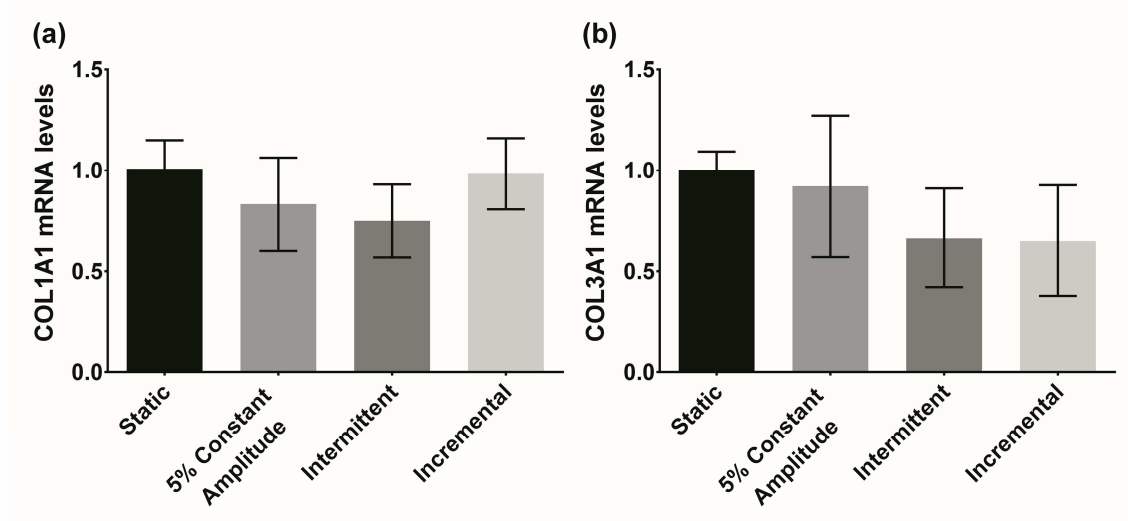 (a)
COL1A1 mRNA levels
1.5
1.0
0.5
0.0
Static
5% Constant
Amplitude
Intermittent
Incremental
(b)
COL3A1 mRNA levels
1.5
1.0
0.5
0.0
Static
5% Constant
Amplitude
Intermittent
Incremental